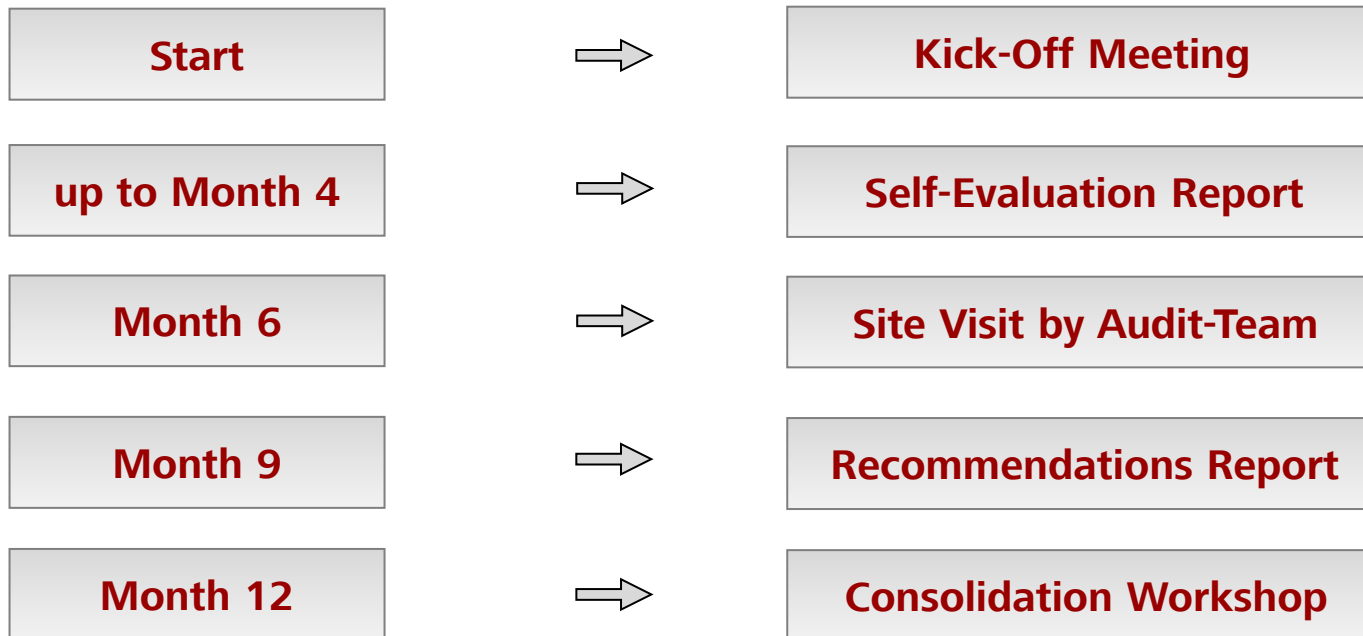 Start
Kick-Off Meeting
up to Month 4
Self-Evaluation Report
Month 6
Site Visit by Audit-Team
Month 9
Recommendations Report
Month 12
Consolidation Workshop